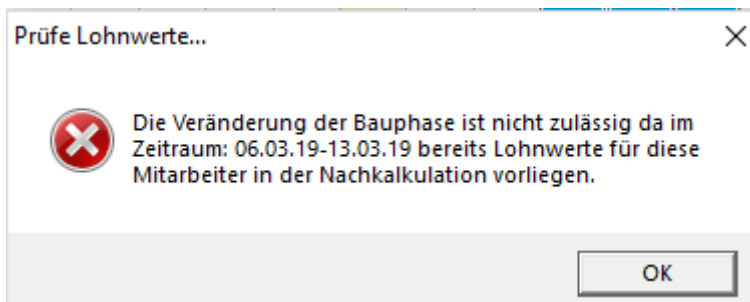 Prüfe Lohnwerte...
Die Veränderung der Bauphase ist nicht zulässig da im
Zeitraum: 06.03.19-13.03.19 bereits Lohnwerte für diese
Mitarbeiter in der Nachkalkulation vorliegen.
OK